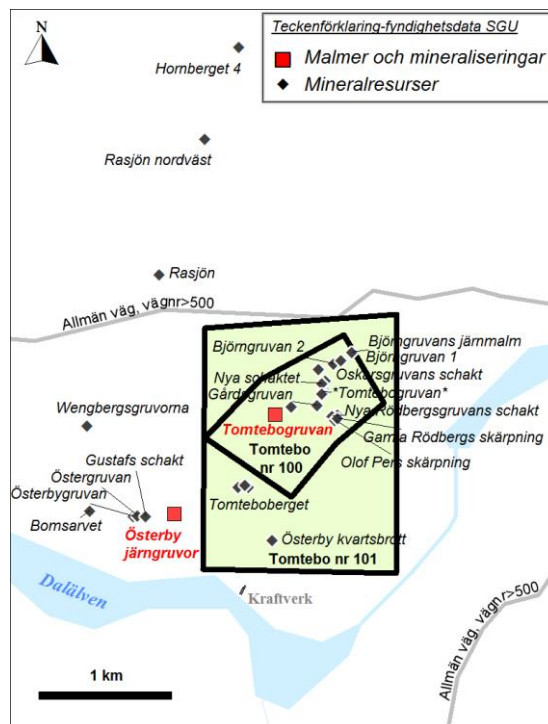 Teckenförklaring-fyndighetsdata SGU
Malmer och mineraliseringar
Mineralresurser
N
Hornberget 4
Rasjön nordväst
Rasjön
Allmän väg, vägnr>500
Björngruvans järnmalm
Björngruvan 2
Björngruvan 1
Oskarsgruvans schakt
Nya schaktet
*Tomtebogruvan*
Gårdsgruvan
Nya Rödbergsgruvans schakt
Wengbergsgruvorna
Tomtebogruvan
Gamla Rödbergs skärpning
Tomtebo
nr 100
Olof Pers skärpning
Gustafs schakt
Östergruvan
Österbygruvan
Tomteboberget
Bomsarvet
Österby
järngruvor
Österby kvartsbrott
Tomtebo nr 101
Dalälven
Kraftverk
Allmän väg, vägnr>500
1 km